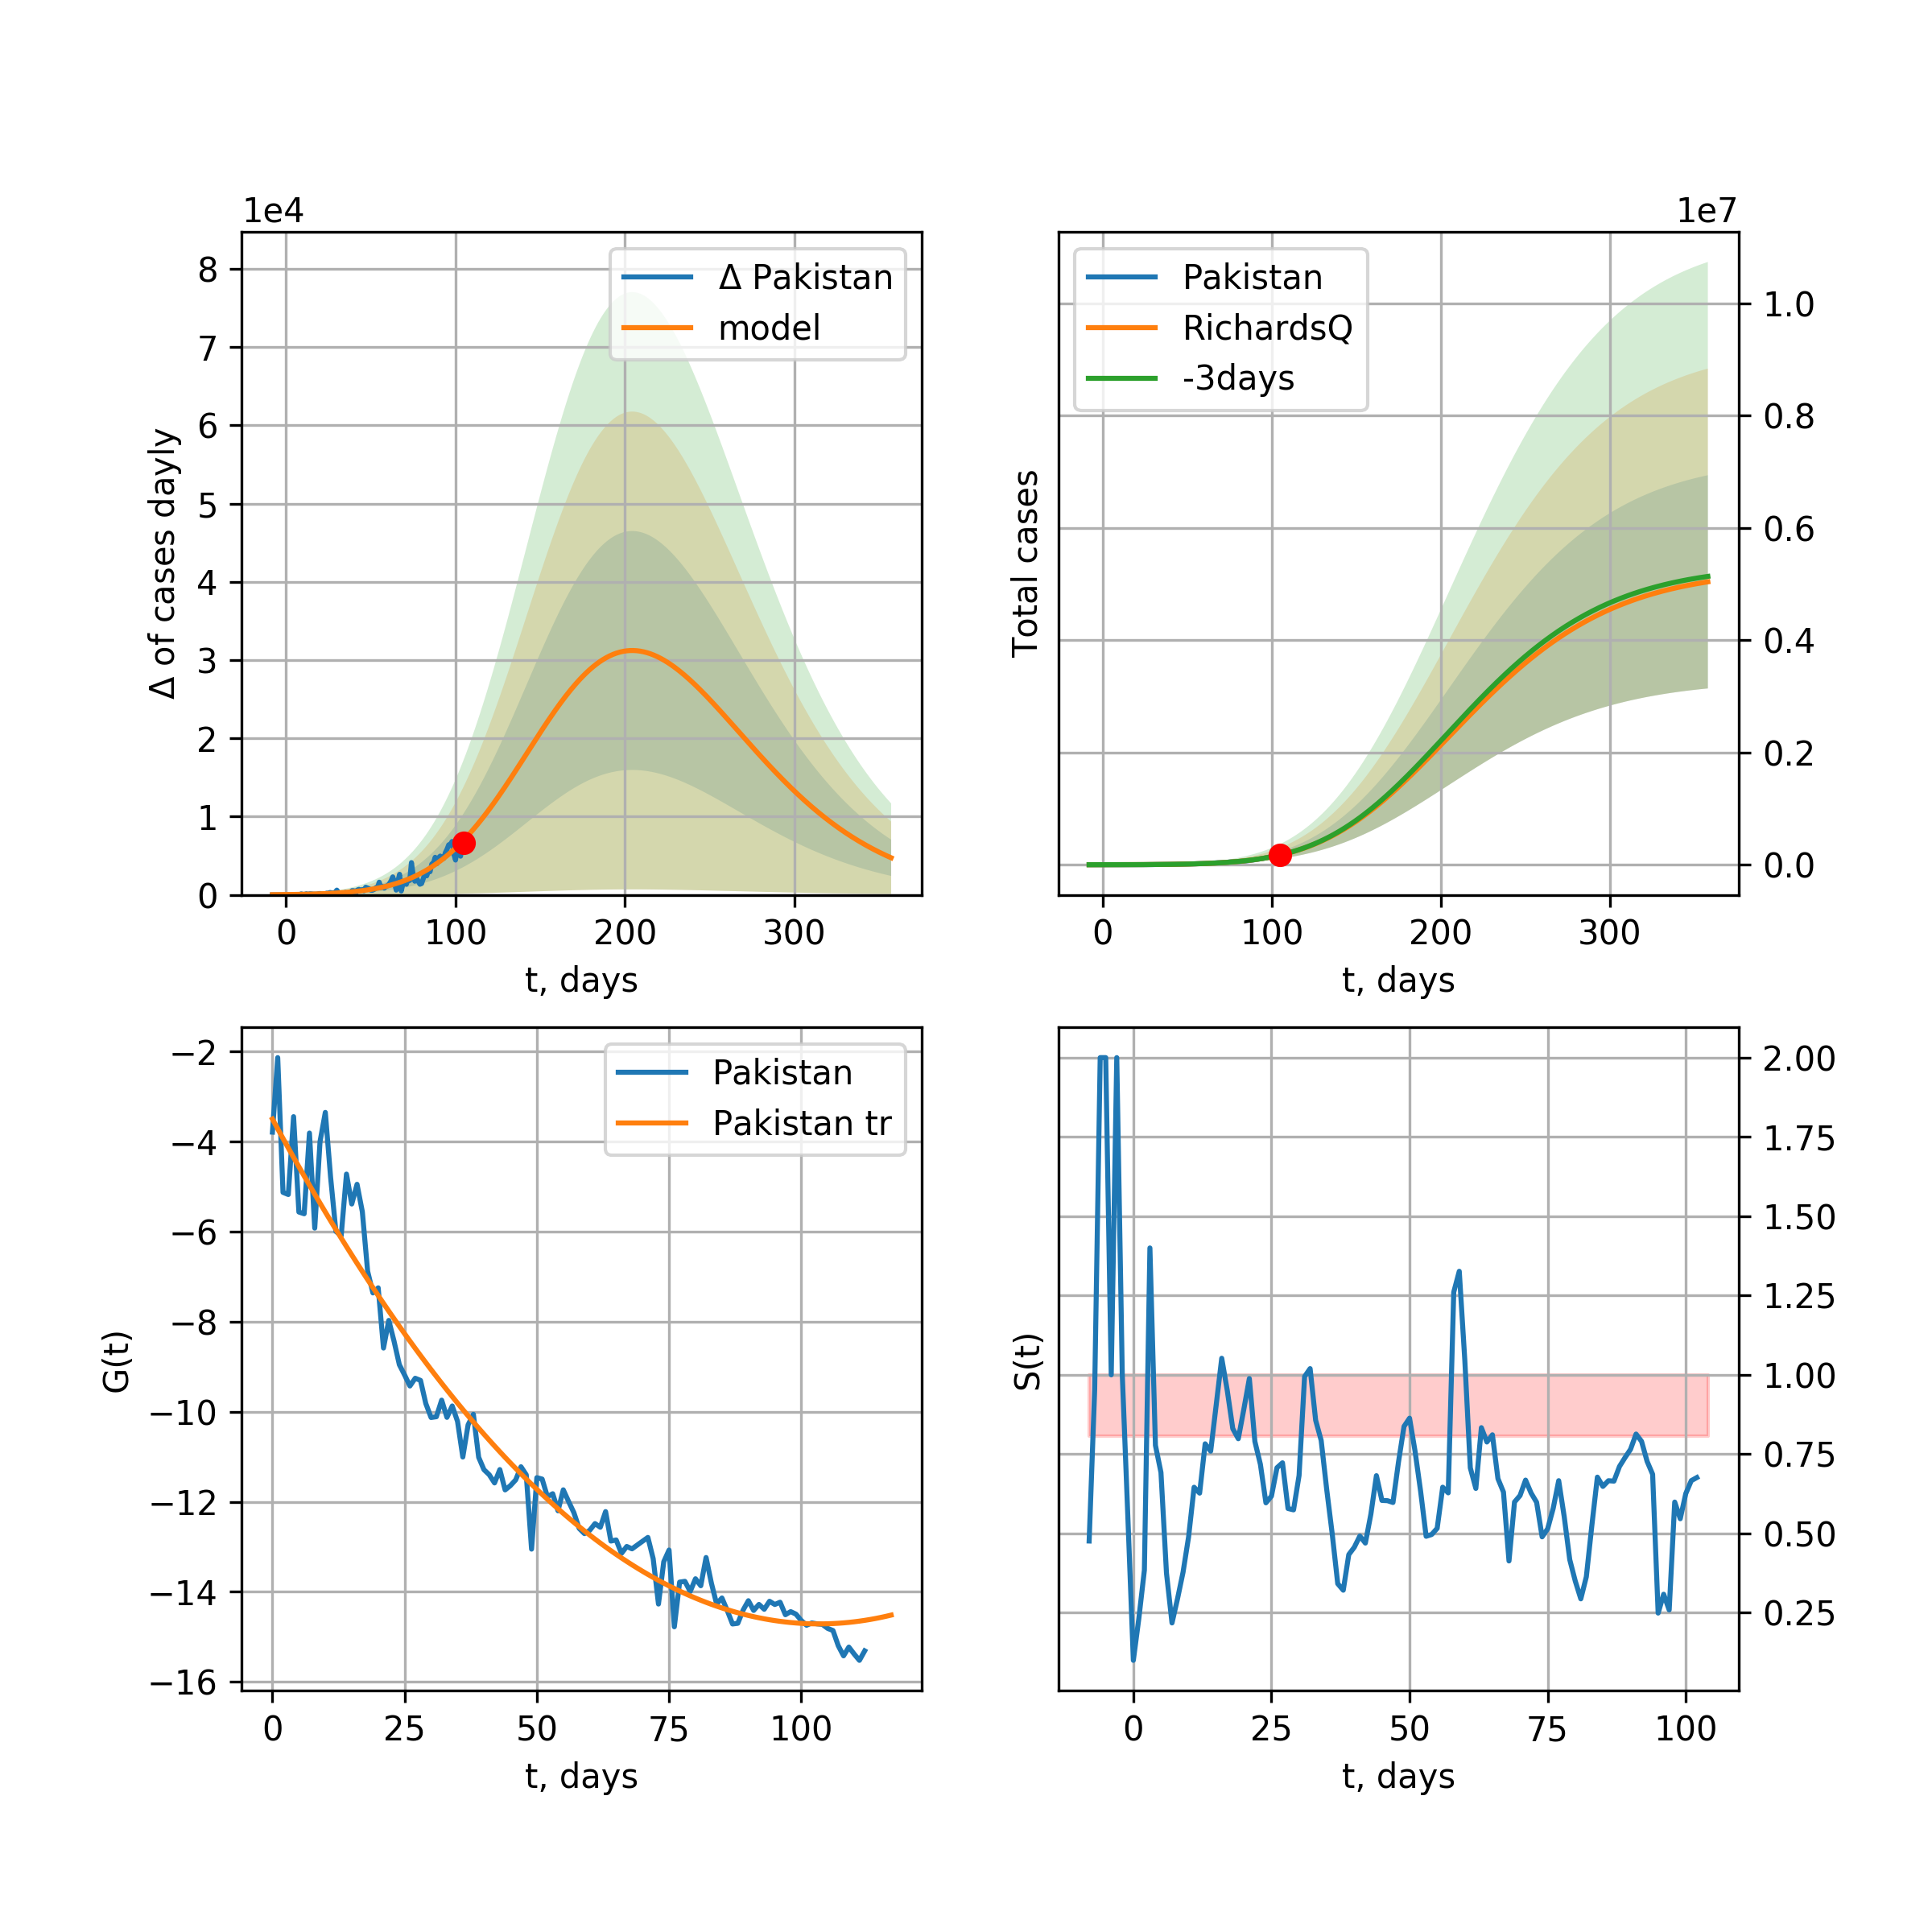 1e4
Δ of cases dayly
8
7
6
5
4
3
2
1
0
Δ Pakistan
model
0 100 200 300
t, days
1e7
Total cases
Pakistan
RichardsQ
-3days
1.0
0.8
0.6
0.4
0.2
0.0
0 100 200 300
t, days
G(t)
−2
−4
−6
−8
−10
−12
−14
−16
Pakistan
Pakistan tr
0 25 50 75 100
t, days
S(t)
2.00
1.75
1.50
1.25
1.00
0.75
0.50
0.25
0 25 50 75 100
t, days